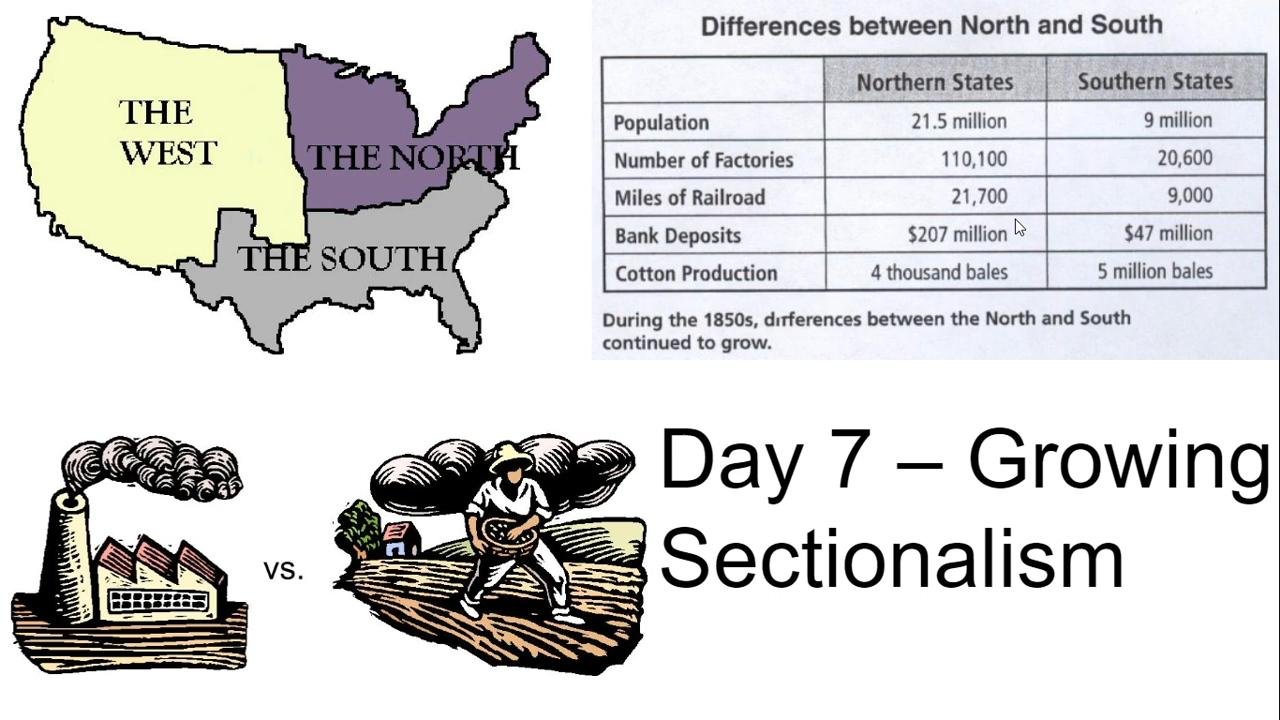 THE
WEST
THE NORTH
THE SOUTH
Differences between North and South
Northern States Southern States
Population 21.5 million 9 million
Number of Factories 110,100 20,600
Miles of Railroad 21,700 9,000
Bank Deposits $207 million $47 million
Cotton Production 4 thousand bales 5 million bales
During the 1850s, differences between the North and South
continued to grow.
vs.
Day 7 – Growing
Sectionalism